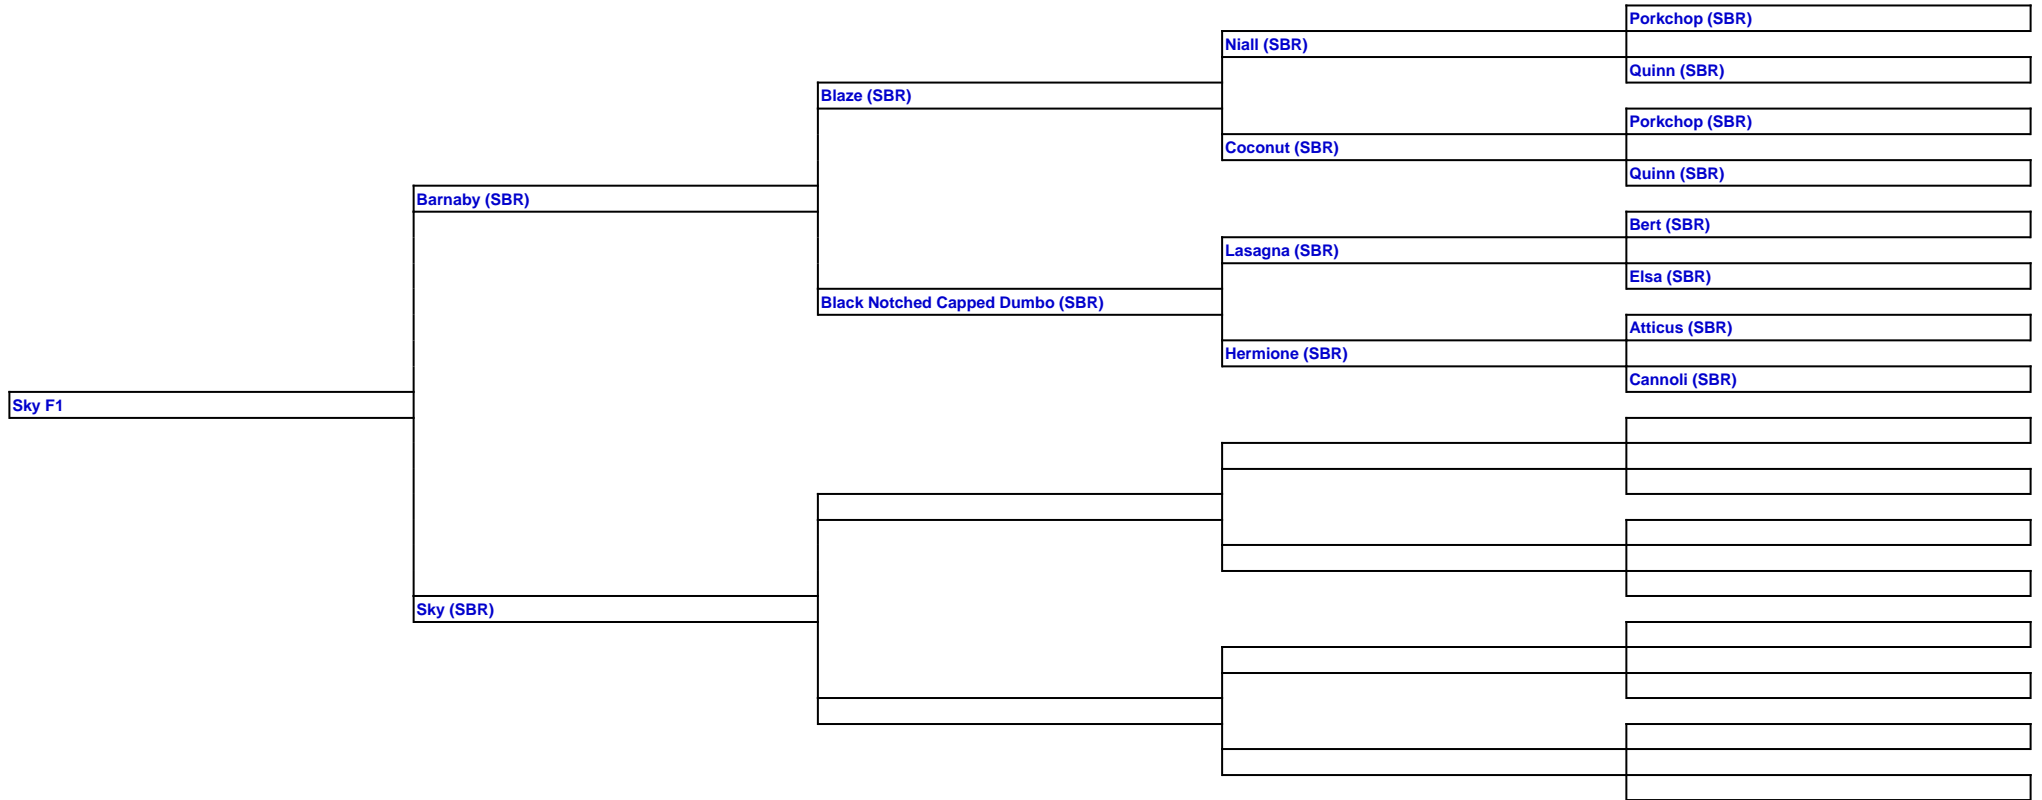 Porkchop (SBR)
Niall (SBR)
Quinn (SBR)
Blaze (SBR)
Porkchop (SBR)
Coconut (SBR)
Quinn (SBR)
Barnaby (SBR)
Bert (SBR)
Lasagna (SBR)
Elsa (SBR)
Black Notched Capped Dumbo (SBR)
Atticus (SBR)
Hermione (SBR)
Cannoli (SBR)
Sky F1
Sky (SBR)